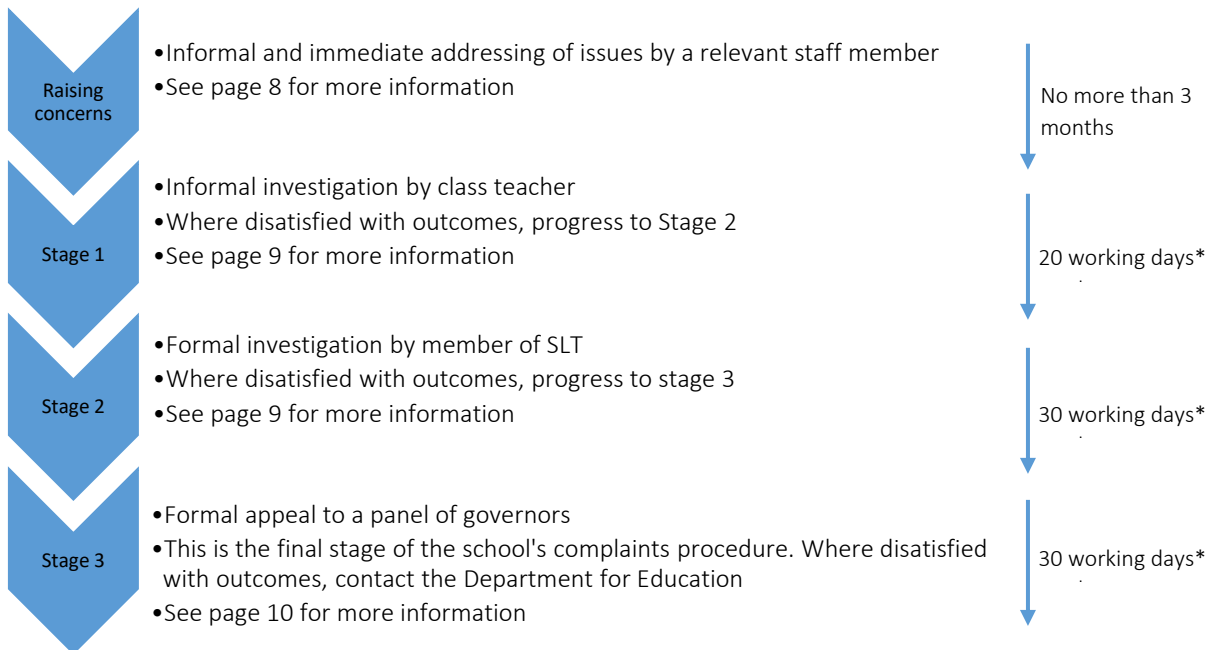 Raising
concerns
•Informal and immediate addressing of issues by a relevant staff member
•See page 8 for more information
No more than 3
months
Stage 1
•Informal investigation by class teacher
•Where disatisfied with outcomes, progress to Stage 2
•See page 9 for more information
20 working days*
Stage 2
•Formal investigation by member of SLT
•Where disatisfied with outcomes, progress to stage 3
•See page 9 for more information
30 working days*
Stage 3
•Formal appeal to a panel of governors
•This is the final stage of the school's complaints procedure. Where disatisfied
with outcomes, contact the Department for Education
•See page 10 for more information
30 working days*